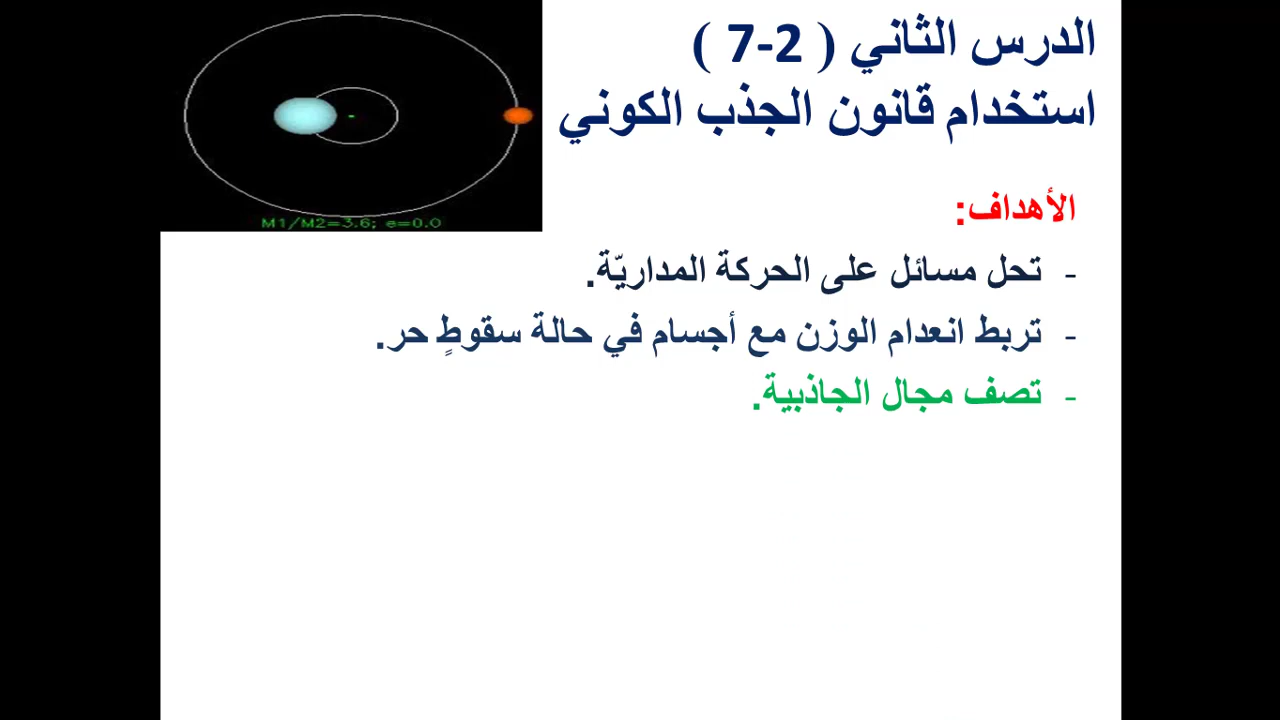 الدرس الثاني ( 2-7 )
استخدام قانون الجذب الكوني
M1/M2=3.6; e=0.0
الأهداف:
- تحل مسائل على الحركة المداريّة.
- تربط انعدام الوزن مع أجسام في حالة سقوطٍ حر.
- تصف مجال الجاذبية.